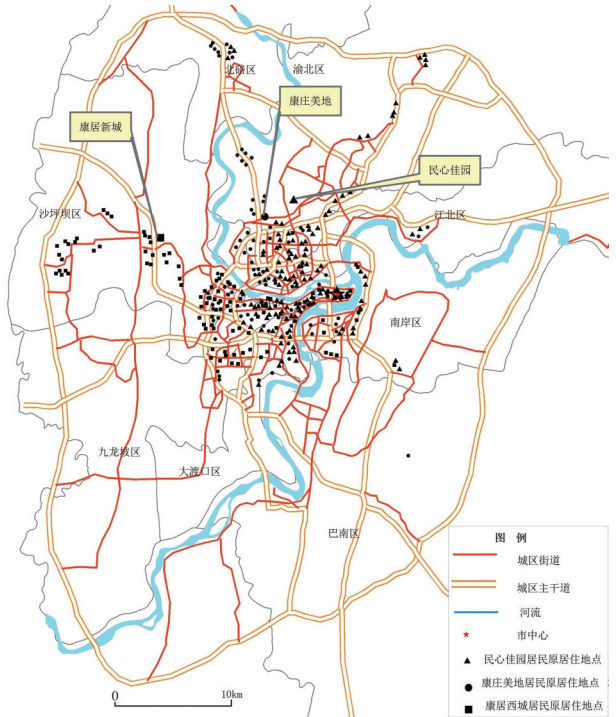 北碚区
渝北区
康庄美地
康居新城
民心佳园
沙坪坝区
江北区
南岸区
九龙坡区
大渡口区
巴南区
图 例
城区街道
城区主干道
河流
市中心
民心佳园居民原居住地点
康庄美地居民原居住地点
康居西城居民原居住地点
0 10km